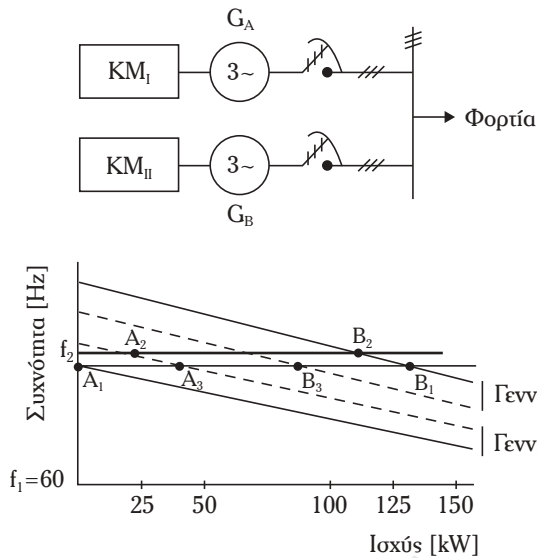 G_A
KM_I
3~
Φορτία
KM_II
3~
G_B
Συχνότητα [Hz]
f_2
A_2
B_2
A_1
A_3
B_3
B_1
Γενν
Γενν
f_1=60
25
50
100
125
150
Ισχύς [kW]